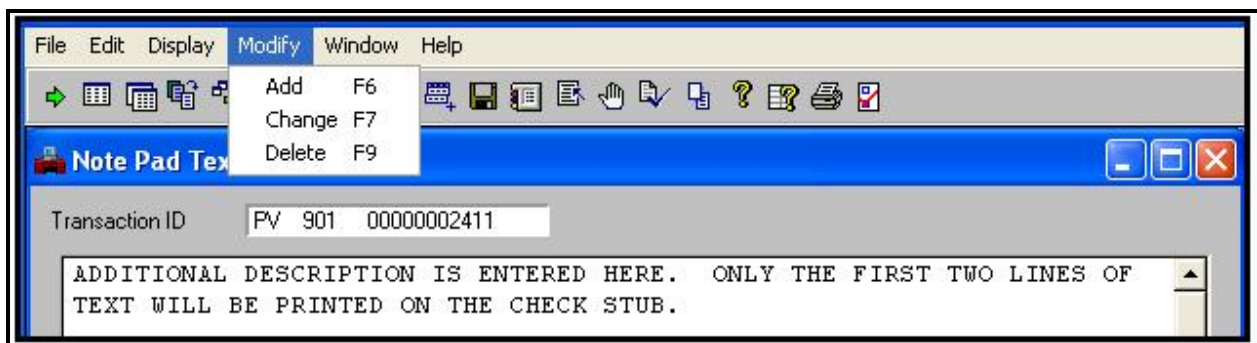 File Edit Display Modify Window Help
Add F6
Change F7
Delete F9
Note Pad Tex
Transaction ID PV 901 00000002411
ADDITIONAL DESCRIPTION IS ENTERED HERE. ONLY THE FIRST TWO LINES OF
TEXT WILL BE PRINTED ON THE CHECK STUB.